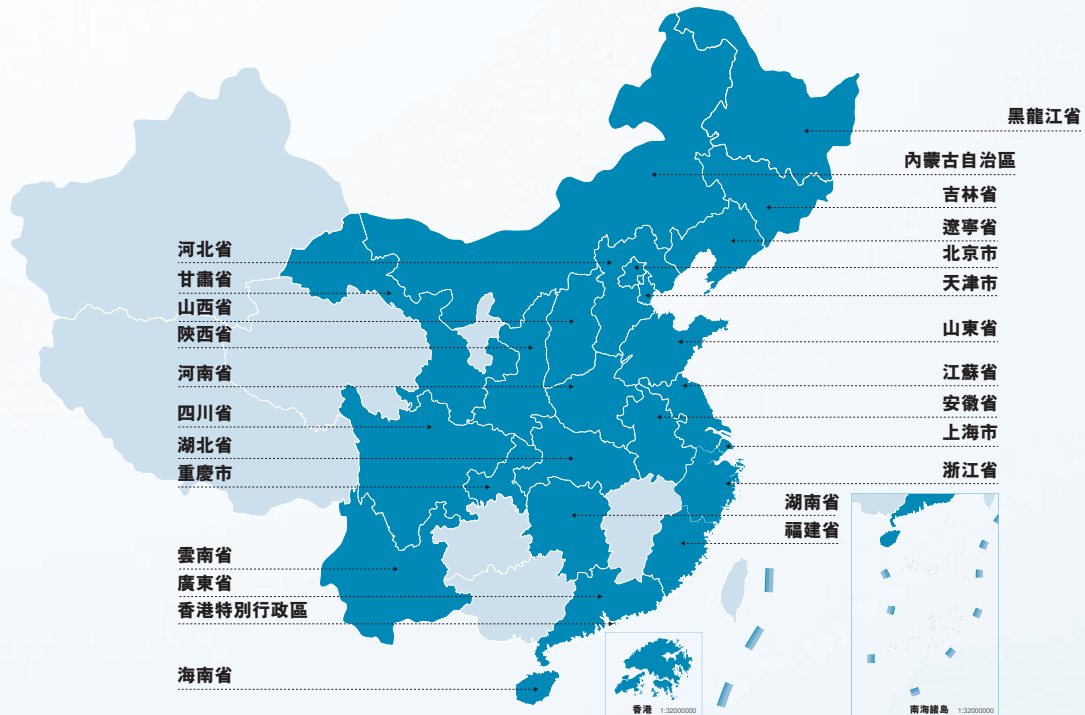 黑龍江省
內蒙古自治區
吉林省
遼寧省
北京市
天津市
山東省
江蘇省
安徽省
上海市
浙江省
湖南省
福建省
河北省
甘肅省
山西省
陝西省
河南省
四川省
湖北省
重慶市
雲南省
廣東省
香港特別行政區
海南省
香港 1:32000000
南海諸島 1:32000000